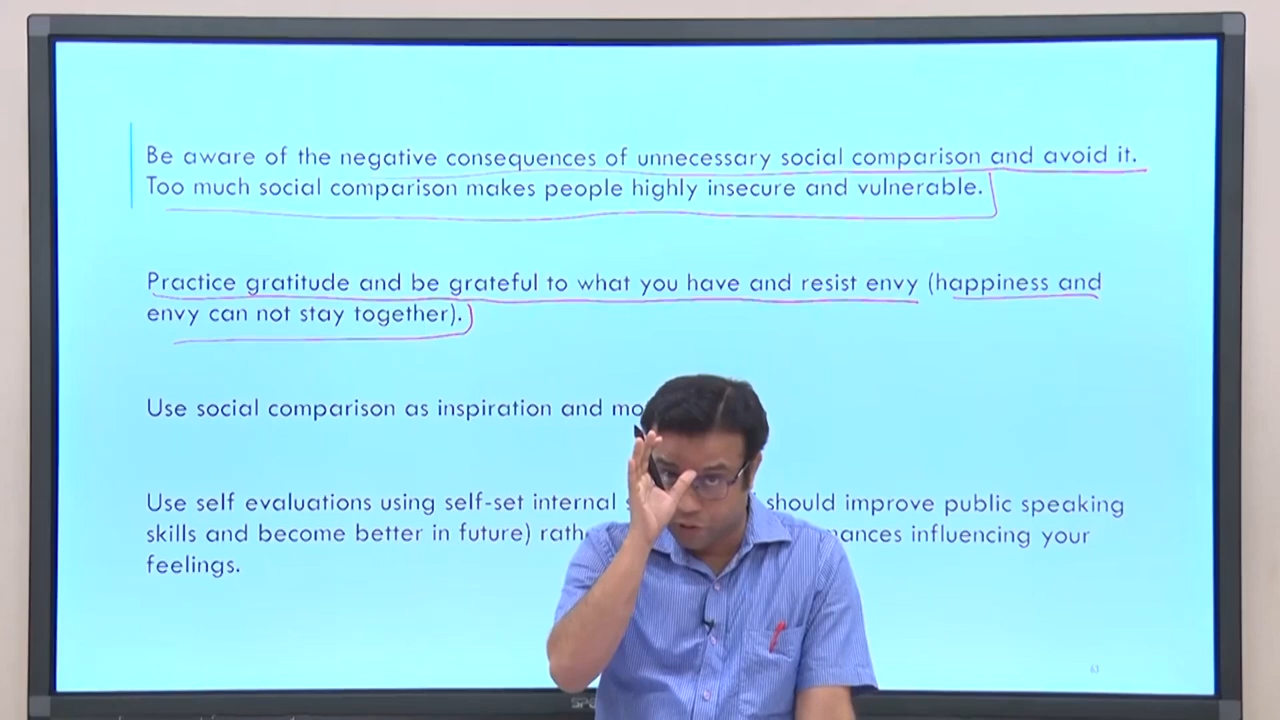 Be aware of the negative consequences of unnecessary social comparison and avoid it.
Too much social comparison makes people highly insecure and vulnerable.
Practice gratitude and be grateful to what you have and resist envy (happiness and
envy can not stay together).
Use social comparison as inspiration and
Use self evaluations using self-set internal should improve public speaking
skills and become better in future) influencing your
feelings.
63